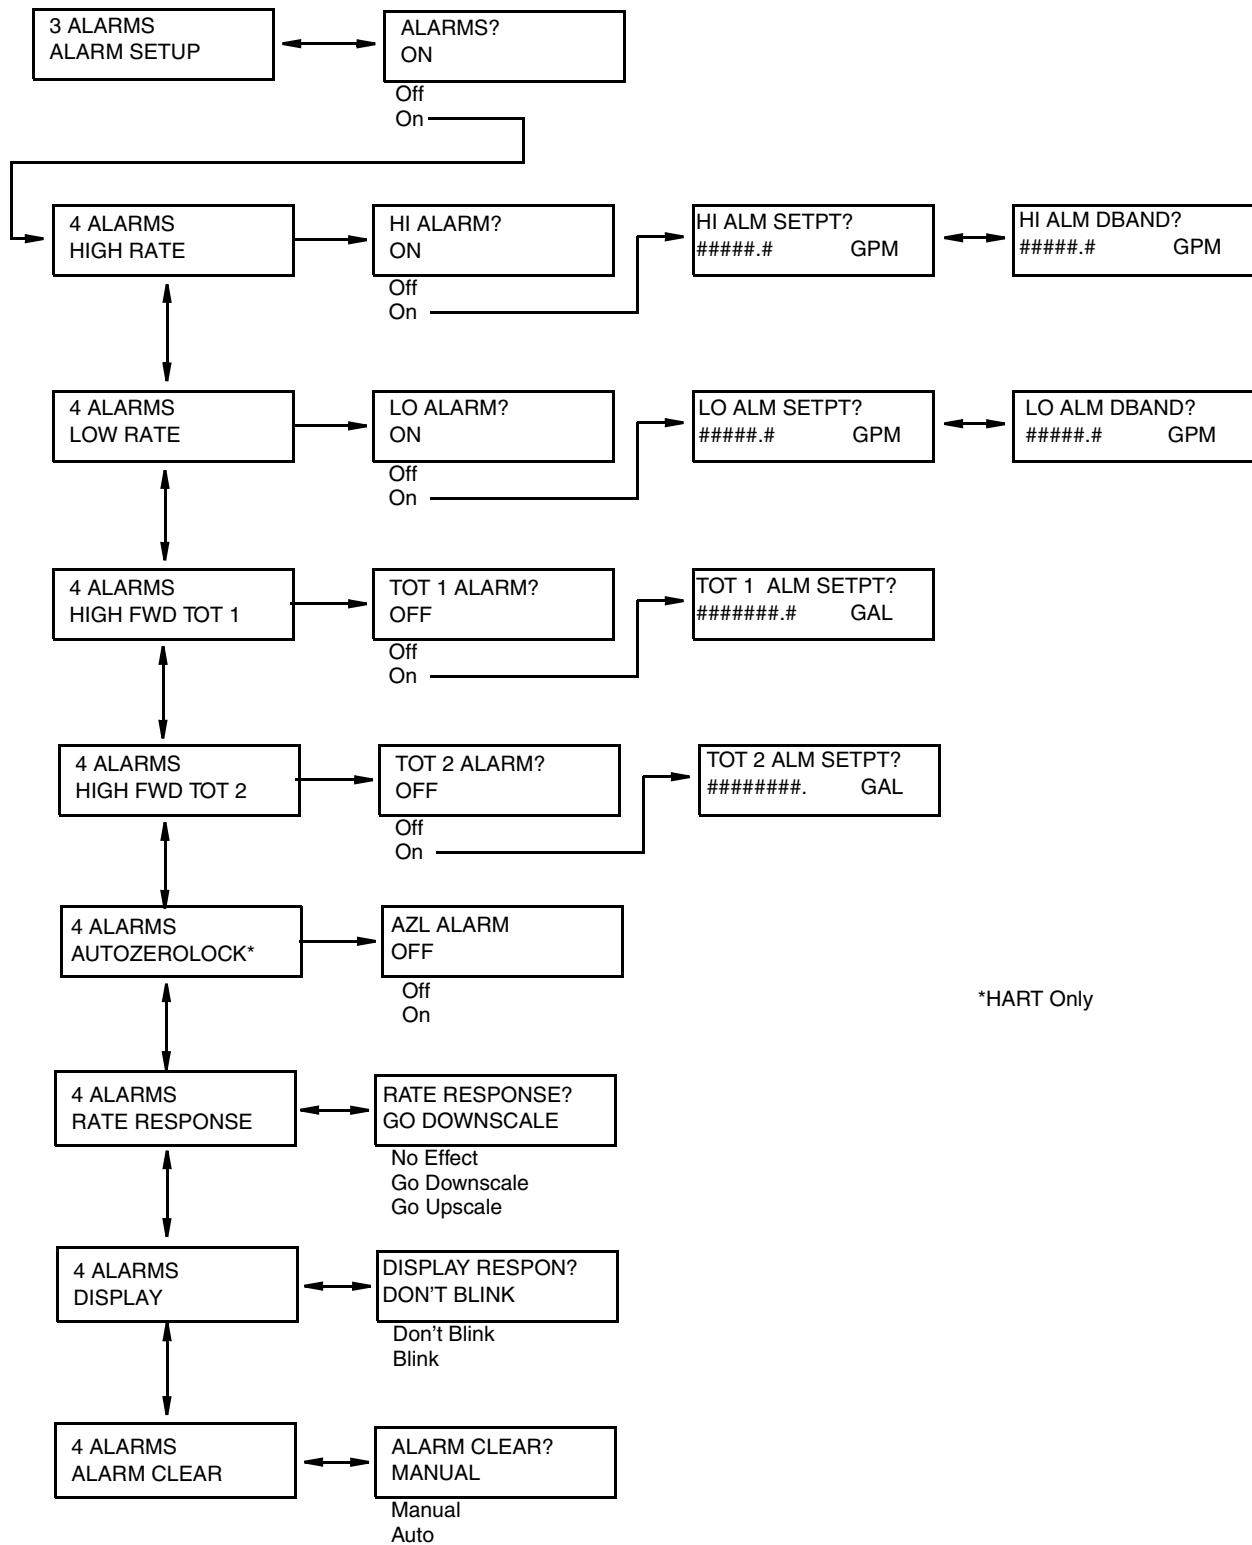 3 ALARMS
ALARM SETUP
ALARMS?
ON
Off
On
4 ALARMS
HIGH RATE
HI ALARM?
ON
Off
On
HI ALM SETPT?
#####.# GPM
HI ALM DBAND?
#####.# GPM
4 ALARMS
LOW RATE
LO ALARM?
ON
Off
On
LO ALM SETPT?
#####.# GPM
LO ALM DBAND?
#####.# GPM
4 ALARMS
HIGH FWD TOT 1
TOT 1 ALARM?
OFF
Off
On
TOT 1 ALM SETPT?
#######.# GAL
4 ALARMS
HIGH FWD TOT 2
TOT 2 ALARM?
OFF
Off
On
TOT 2 ALM SETPT?
########. GAL
4 ALARMS
AUTOZEROLOCK*
AZL ALARM
OFF
Off
On
*HART Only
4 ALARMS
RATE RESPONSE
RATE RESPONSE?
GO DOWNSCALE
No Effect
Go Downscale
Go Upscale
4 ALARMS
DISPLAY
DISPLAY RESPON?
DON'T BLINK
Don't Blink
Blink
4 ALARMS
ALARM CLEAR
ALARM CLEAR?
MANUAL
Manual
Auto